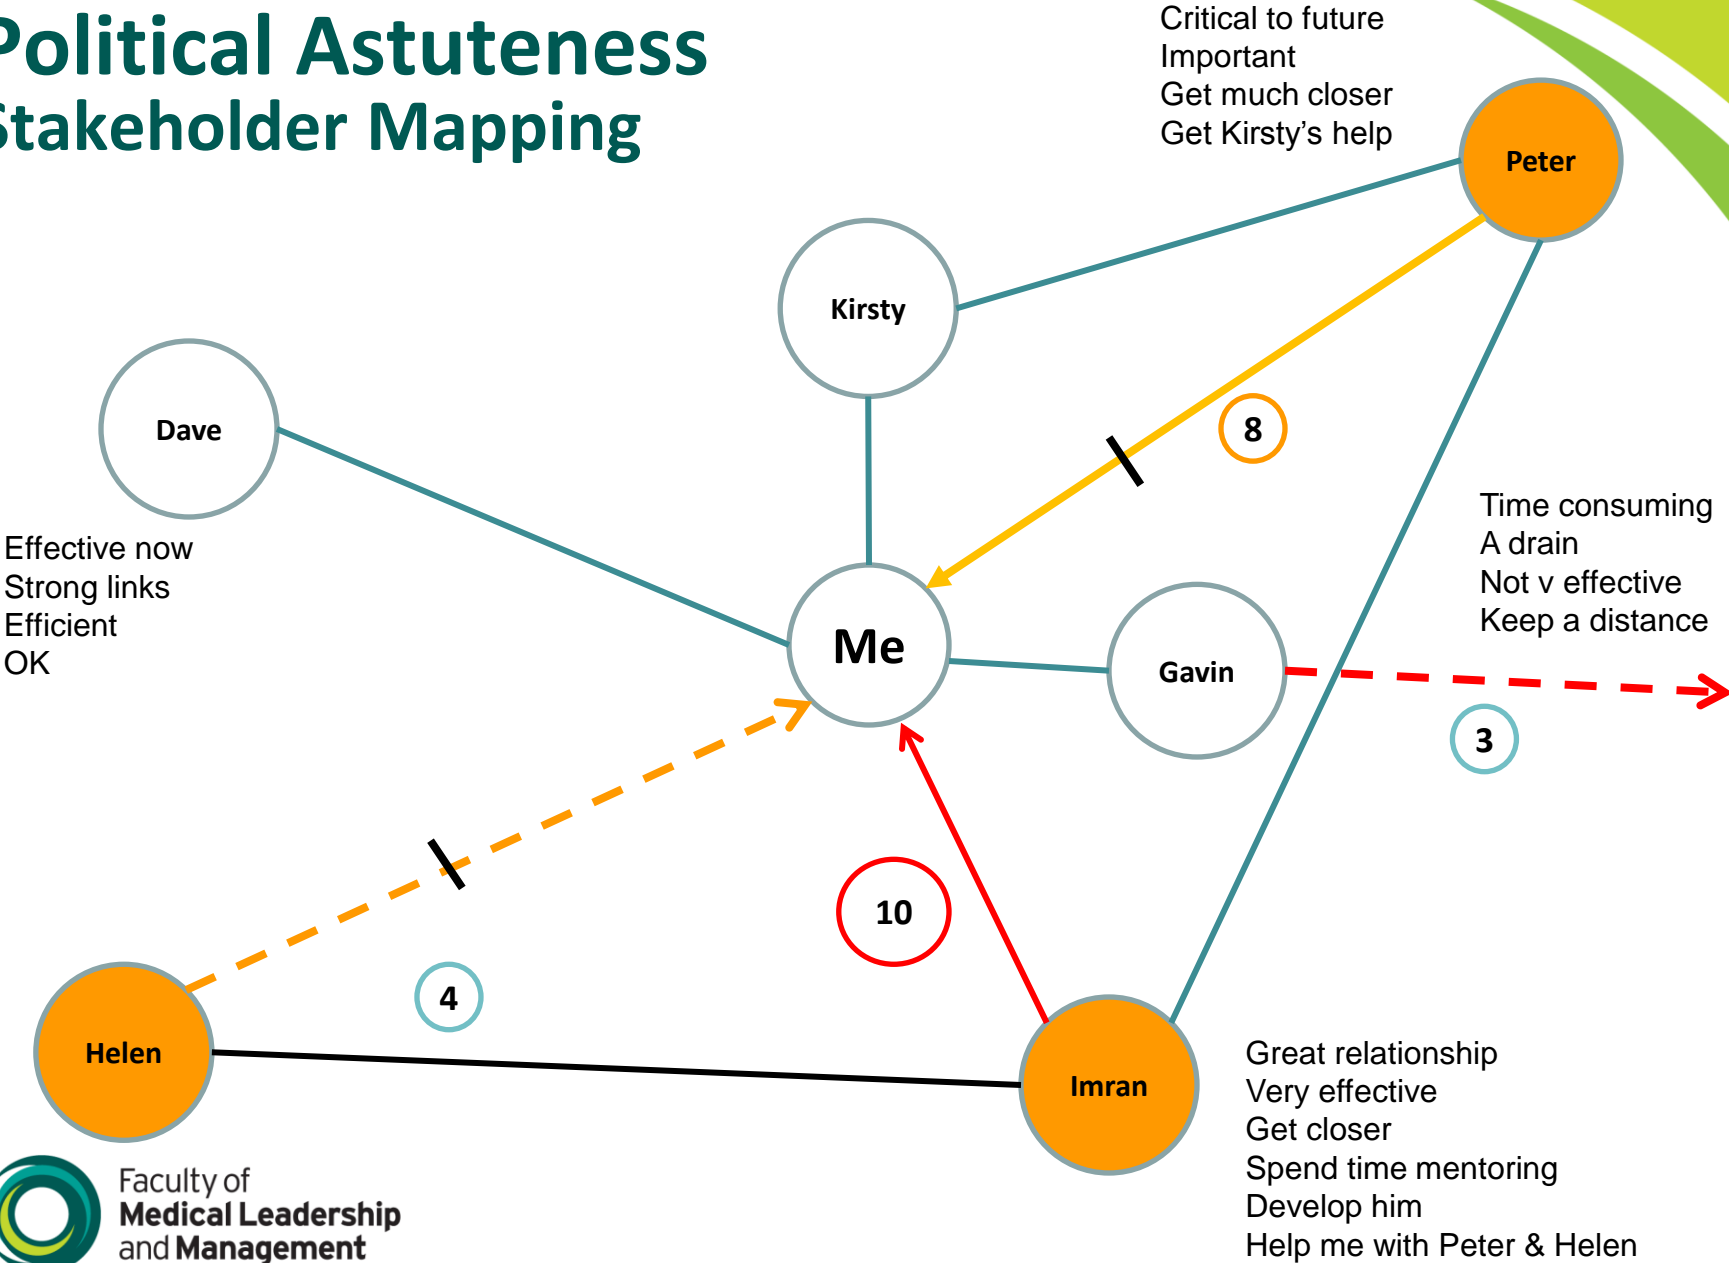 Political Astuteness
Stakeholder Mapping
Critical to future
Important
Get much closer
Get Kirsty’s help
Peter
Kirsty
Dave
8
Effective now
Strong links
Efficient
OK
Time consuming
A drain
Not v effective
Keep a distance
Me
Gavin
3
10
4
Helen
Imran
Great relationship
Very effective
Get closer
Spend time mentoring
Develop him
Help me with Peter & Helen
Faculty of
Medical Leadership
and Management